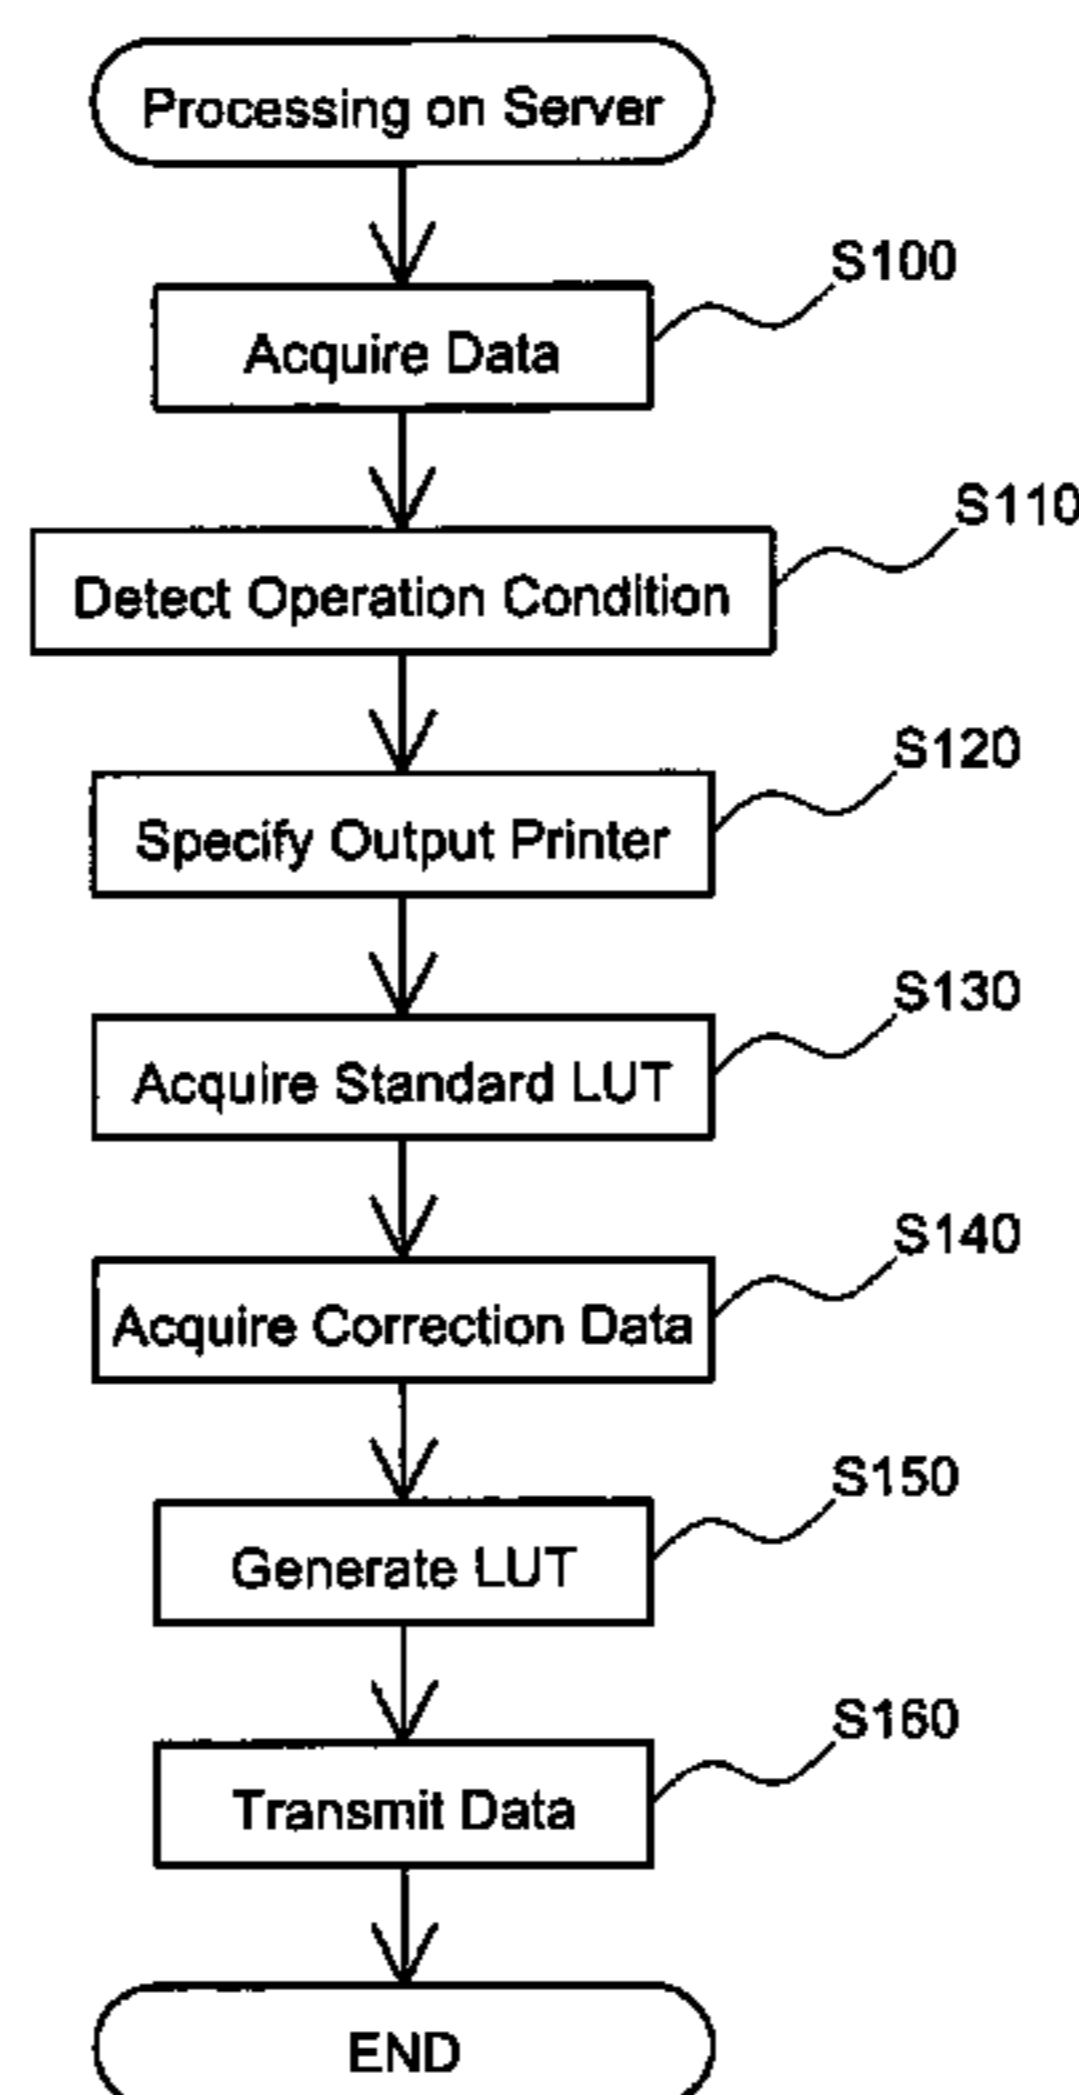 Processing on Server
S100
Acquire Data
S110
Detect Operation Condition
S120
Specify Output Printer
S130
Acquire Standard LUT
S140
Acquire Correction Data
S150
Generate LUT
S160
Transmit Data
END